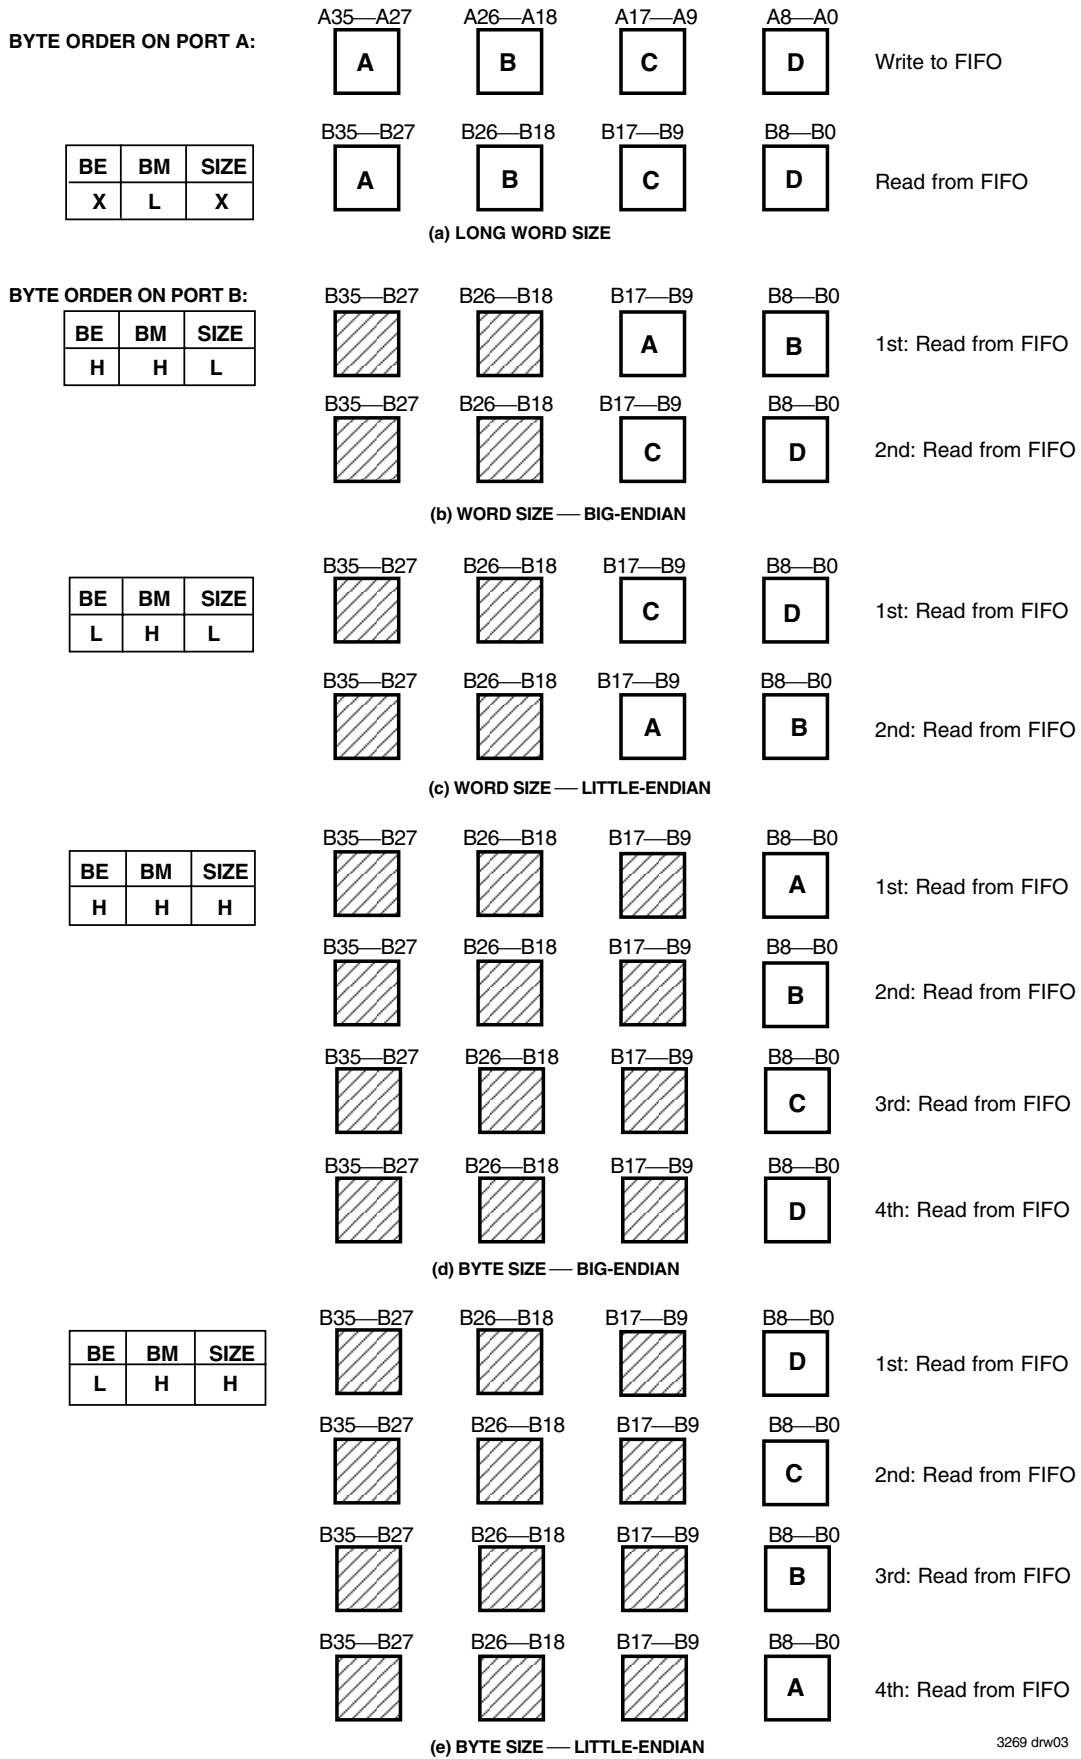 A35—A27 A26—A18 A17—A9 A8—A0
BYTE ORDER ON PORT A:
A B C D Write to FIFO
B35—B27 B26—B18 B17—B9 B8—B0
BE BM SIZE
A B C D Read from FIFO
X L X
(a) LONG WORD SIZE
BYTE ORDER ON PORT B: B35—B27 B26—B18 B17—B9 B8—B0
BE BM SIZE
A B 1st: Read from FIFO
H H L
B35—B27 B26—B18 B17—B9 B8—B0
C D 2nd: Read from FIFO
(b) WORD SIZE — BIG-ENDIAN
B35—B27 B26—B18 B17—B9 B8—B0
BE BM SIZE
C D 1st: Read from FIFO
L H L
B35—B27 B26—B18 B17—B9 B8—B0
A B 2nd: Read from FIFO
(c) WORD SIZE — LITTLE-ENDIAN
B35—B27 B26—B18 B17—B9 B8—B0
BE BM SIZE
A 1st: Read from FIFO
H H H
B35—B27 B26—B18 B17—B9 B8—B0
B 2nd: Read from FIFO
B35—B27 B26—B18 B17—B9 B8—B0
C 3rd: Read from FIFO
B35—B27 B26—B18 B17—B9 B8—B0
D 4th: Read from FIFO
(d) BYTE SIZE — BIG-ENDIAN
B35—B27 B26—B18 B17—B9 B8—B0
BE BM SIZE
D 1st: Read from FIFO
L H H
B35—B27 B26—B18 B17—B9 B8—B0
C 2nd: Read from FIFO
B35—B27 B26—B18 B17—B9 B8—B0
B 3rd: Read from FIFO
B35—B27 B26—B18 B17—B9 B8—B0
A 4th: Read from FIFO
(e) BYTE SIZE — LITTLE-ENDIAN
3269 drw03